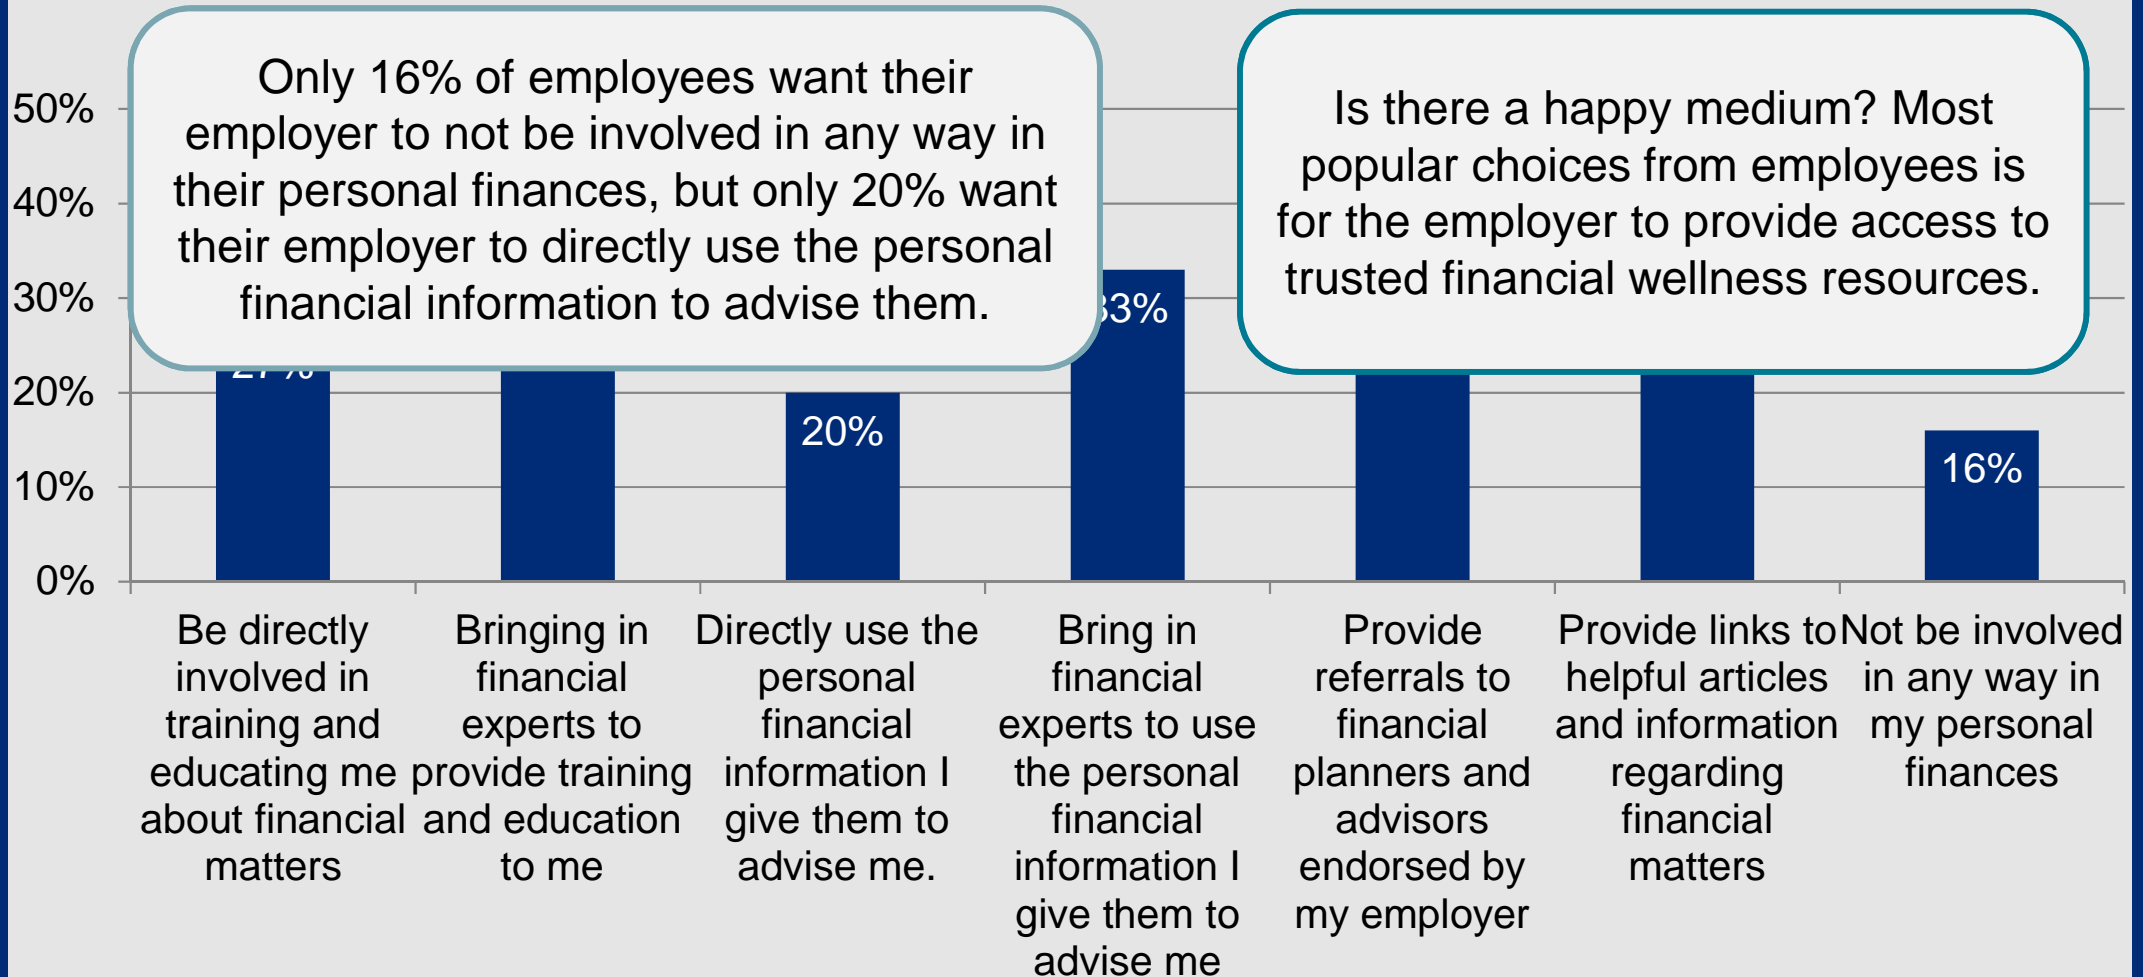 Only 16% of employees want their
employer to not be involved in any way in
their personal finances, but only 20% want
their employer to directly use the personal
financial information to advise them.
Is there a happy medium? Most
popular choices from employees is
for the employer to provide access to
trusted financial wellness resources.
50%
40%
30%
20%
10%
0%
27%
20%
33%
16%
Be directly
involved in
training and
educating me
about financial
matters
Bringing in
financial
experts to
provide training
and education
to me
Directly use the
personal
financial
information I
give them to
advise me.
Bring in
financial
experts to use
the personal
financial
information I
give them to
advise me
Provide
referrals to
financial
planners and
advisors
endorsed by
my employer
Provide links to
helpful articles
and information
regarding
financial
matters
Not be involved
in any way in
my personal
finances